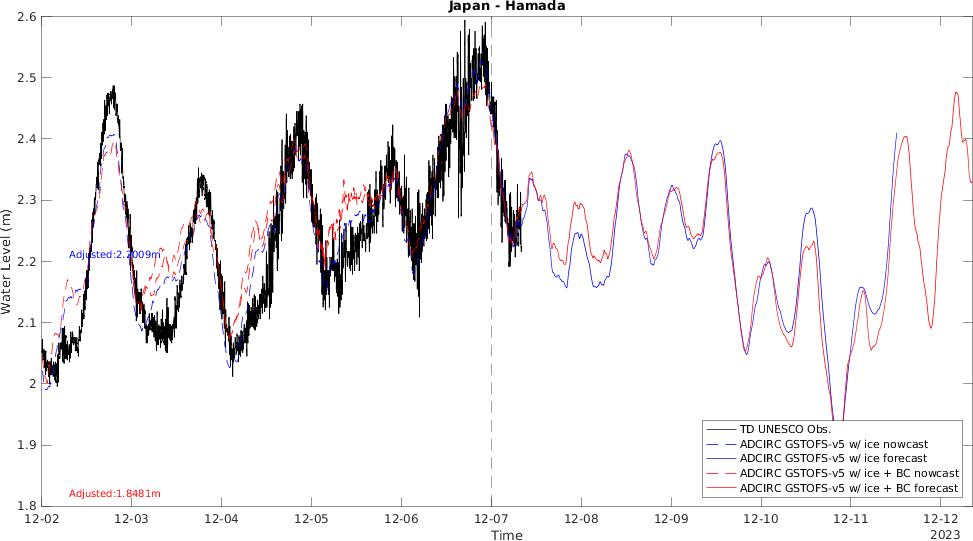 Japan - Hamada
2.6
2.5
2.4
2.3
2.2
2.1
2
1.9
1.8
Water Level (m)
Adjusted:2.2009m
Adjusted:1.8481m
TD UNESCO Obs.
ADCIRC GSTOFS-v5 w/ ice nowcast
ADCIRC GSTOFS-v5 w/ ice forecast
ADCIRC GSTOFS-v5 w/ ice + BC nowcast
ADCIRC GSTOFS-v5 w/ ice + BC forecast
12-02 12-03 12-04 12-05 12-06 12-07 12-08 12-09 12-10 12-11 12-12
2023
Time